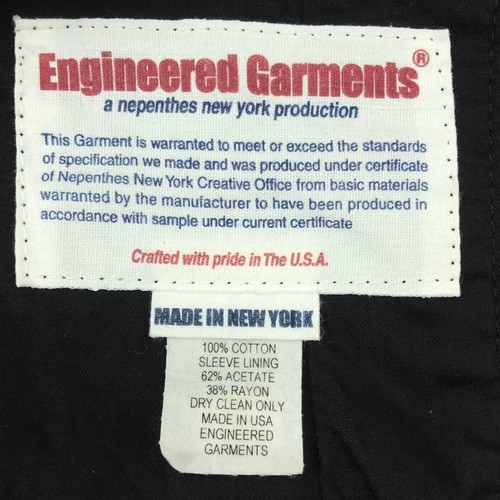 Engineered Garments®
a nepenthes new york production
This Garment is warranted to meet or exceed the standards
of specification we made and was produced under certificate
of Nepenthes New York Creative Office from basic materials
warranted by the manufacturer to have been produced in
accordance with sample under current certificate
Crafted with pride in The U.S.A.
MADE IN NEW YORK
100% COTTON
SLEEVE LINING
62% ACETATE
38% RAYON
DRY CLEAN ONLY
MADE IN USA
ENGINEERED
GARMENTS